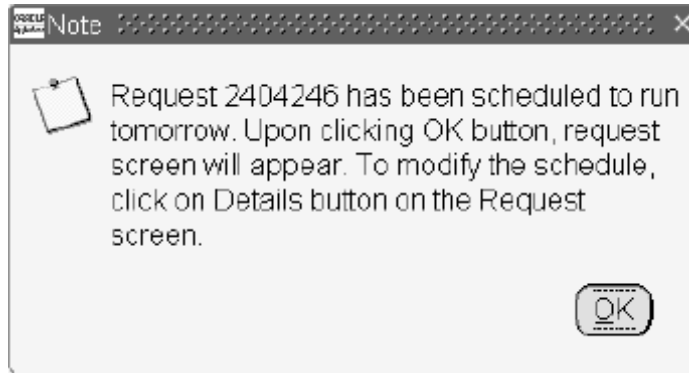 Note
Request 2404246 has been scheduled to run
tomorrow. Upon clicking OK button, request
screen will appear. To modify the schedule,
click on Details button on the Request
screen.
OK